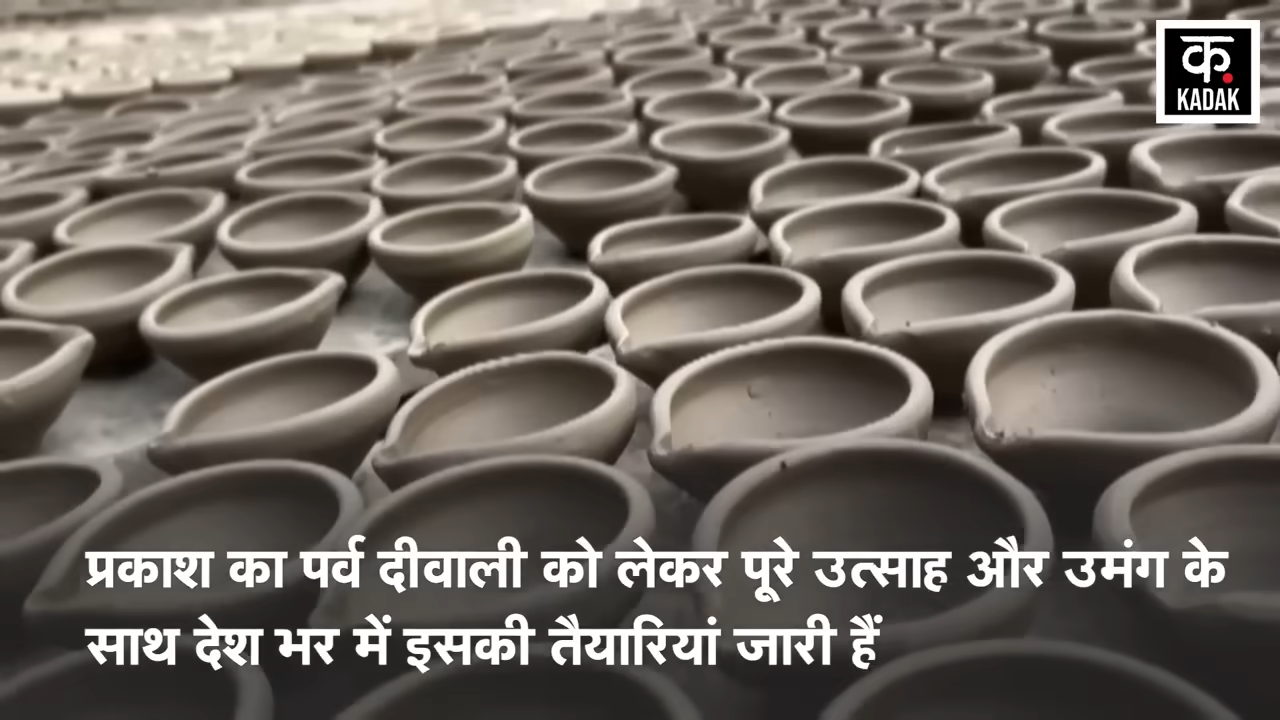 क.
KADAK
प्रकाश का पर्व दीवाली को लेकर पूरे उत्साह और उमंग के
साथ देश भर में इसकी तैयारियां जारी हैं